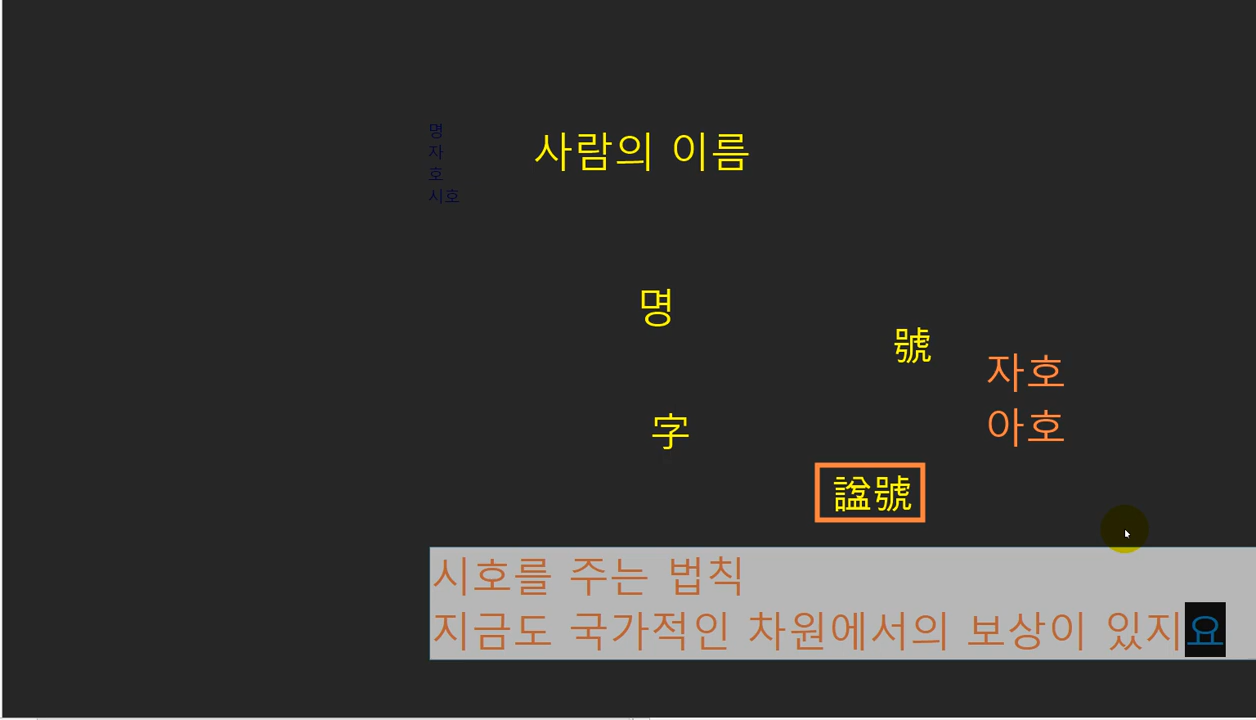 명
자
호
시호
사람의 이름
명
號
자호
아호
字
諡號
시호를 주는 법칙
지금도 국가적인 차원에서의 보상이 있지요